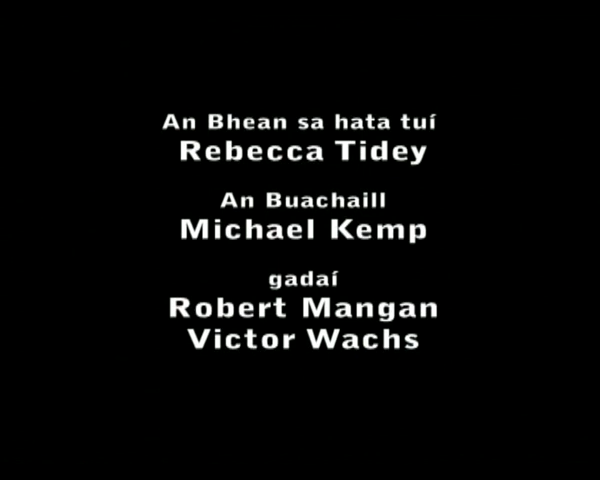 An Bhean sa hata tuí
Rebecca Tidey
An Buachaill
Michael Kemp
gadaí
Robert Mangan
Victor Wachs